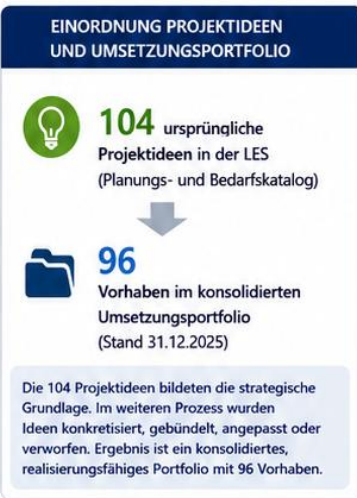 EINORDNUNG PROJEKTIDEEN
UND UMSETZUNGSPORTFOLIO
104 ursprüngliche
Projektideen in der LES
(Planungs- und Bedarfskatalog)
96
Vorhaben im konsolidierten
Umsetzungsportfolio
(Stand 31.12.2025)
Die 104 Projektideen bildeten die strategische
Grundlage. Im weiteren Prozess wurden
Ideen konkretisiert, gebündelt, angepasst oder
verworfen. Ergebnis ist ein konsolidiertes,
realisierungsfähiges Portfolio mit 96 Vorhaben.